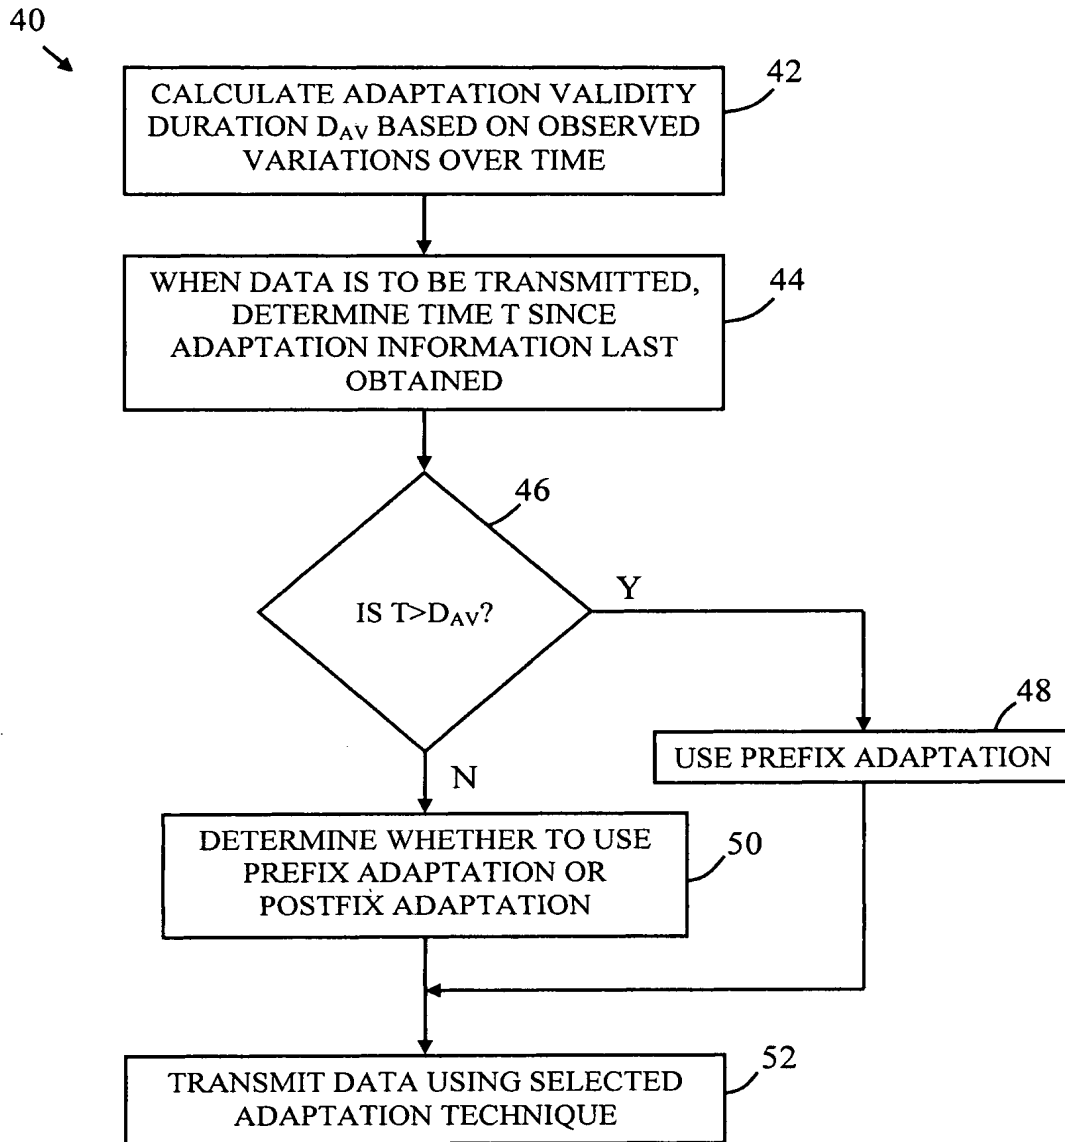 40
42
CALCULATE ADAPTATION VALIDITY
DURATION DAV BASED ON OBSERVED
VARIATIONS OVER TIME
44
WHEN DATA IS TO BE TRANSMITTED,
DETERMINE TIME T SINCE
ADAPTATION INFORMATION LAST
OBTAINED
46
IS T>DAV?
Y
48
USE PREFIX ADAPTATION
N
50
DETERMINE WHETHER TO USE
PREFIX ADAPTATION OR
POSTFIX ADAPTATION
52
TRANSMIT DATA USING SELECTED
ADAPTATION TECHNIQUE